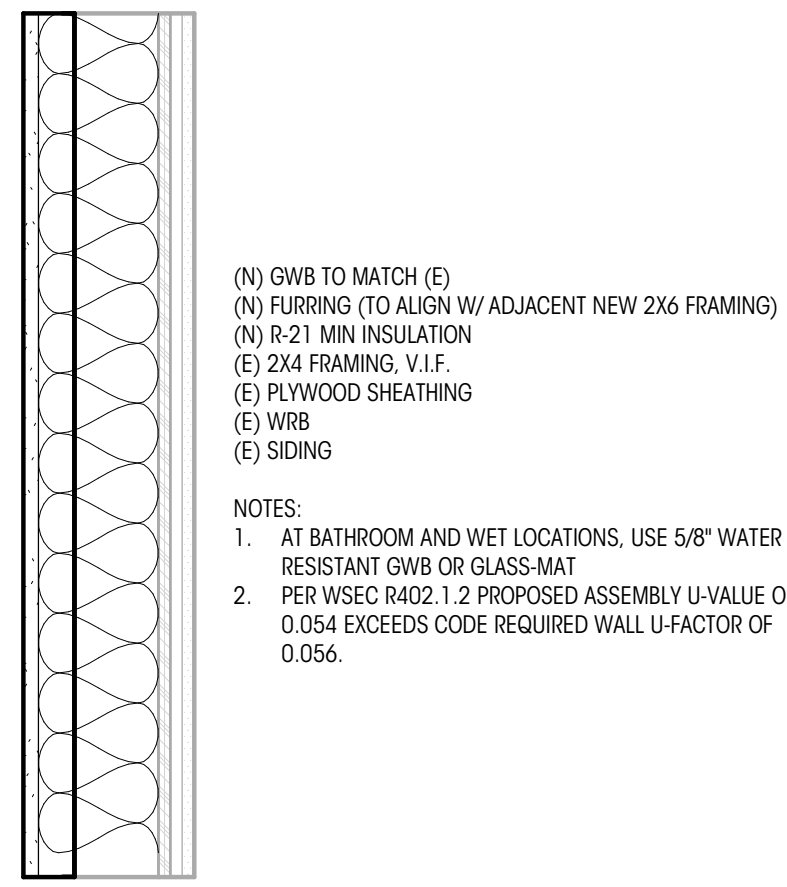 (N) GWB TO MATCH (E)
(N) FURRING (TO ALIGN W/ ADJACENT NEW 2X6 FRAMING)
(N) R-21 MIN INSULATION
(E) 2X4 FRAMING, V.I.F.
(E) PLYWOOD SHEATHING
(E) WRB
(E) SIDING
NOTES:
1. AT BATHROOM AND WET LOCATIONS, USE 5/8" WATER
RESISTANT GWB OR GLASS-MAT
2. PER WSEC R402.1.2 PROPOSED ASSEMBLY U-VALUE O
0.054 EXCEEDS CODE REQUIRED WALL U-FACTOR OF
0.056.